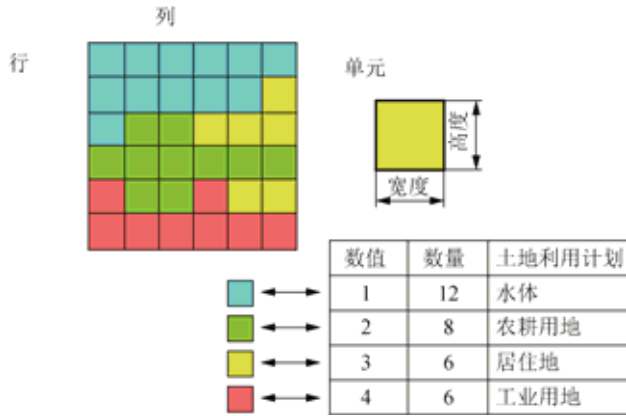 列
行
单元
高度
宽度
数值 数量 土地利用计划
1 12 水体
2 8 农耕用地
3 6 居住地
4 6 工业用地